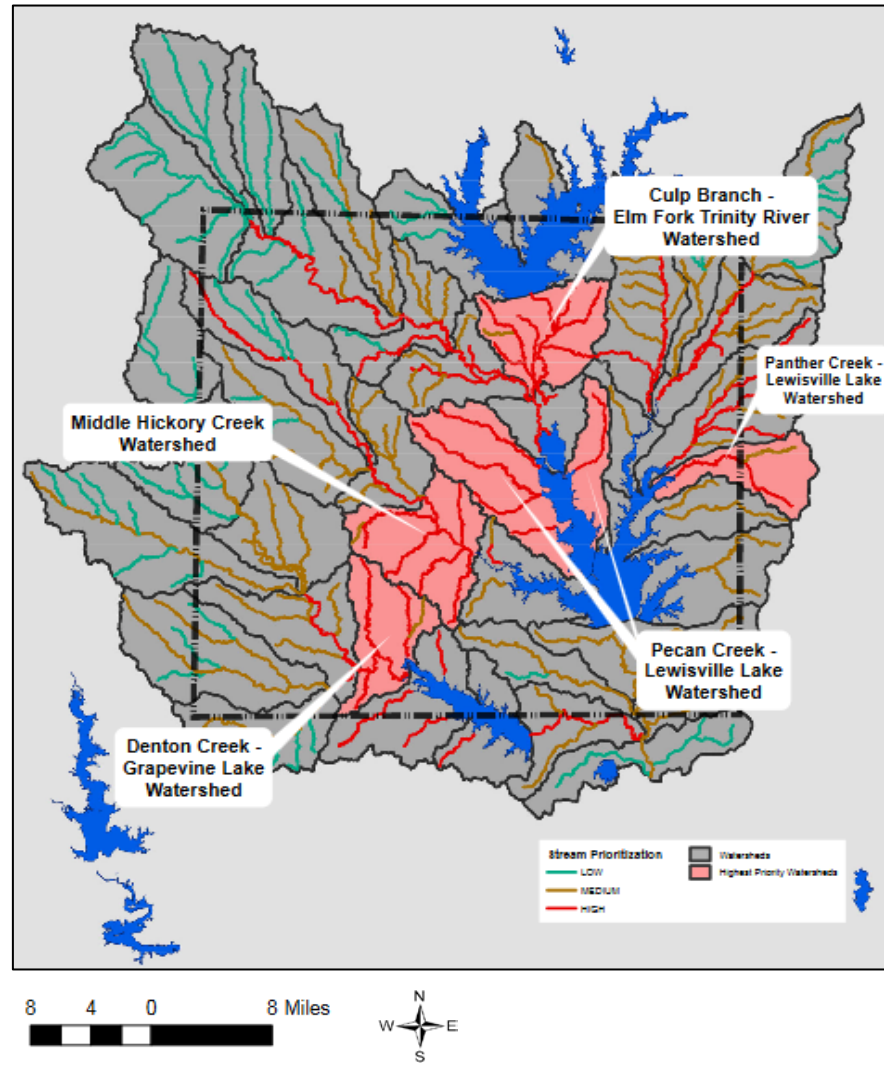 Culp Branch -
Elm Fork Trinity River
Watershed
Panther Creek -
Lewisville Lake
Watershed
Middle Hickory Creek
Watershed
Pecan Creek -
Lewisville Lake
Watershed
Denton Creek -
Grapevine Lake
Watershed
Stream Prioritization
LOW
MEDIUM
HIGH
Watersheds
Highest Priority Watersheds
8 4 0 8 Miles
N
W E
S